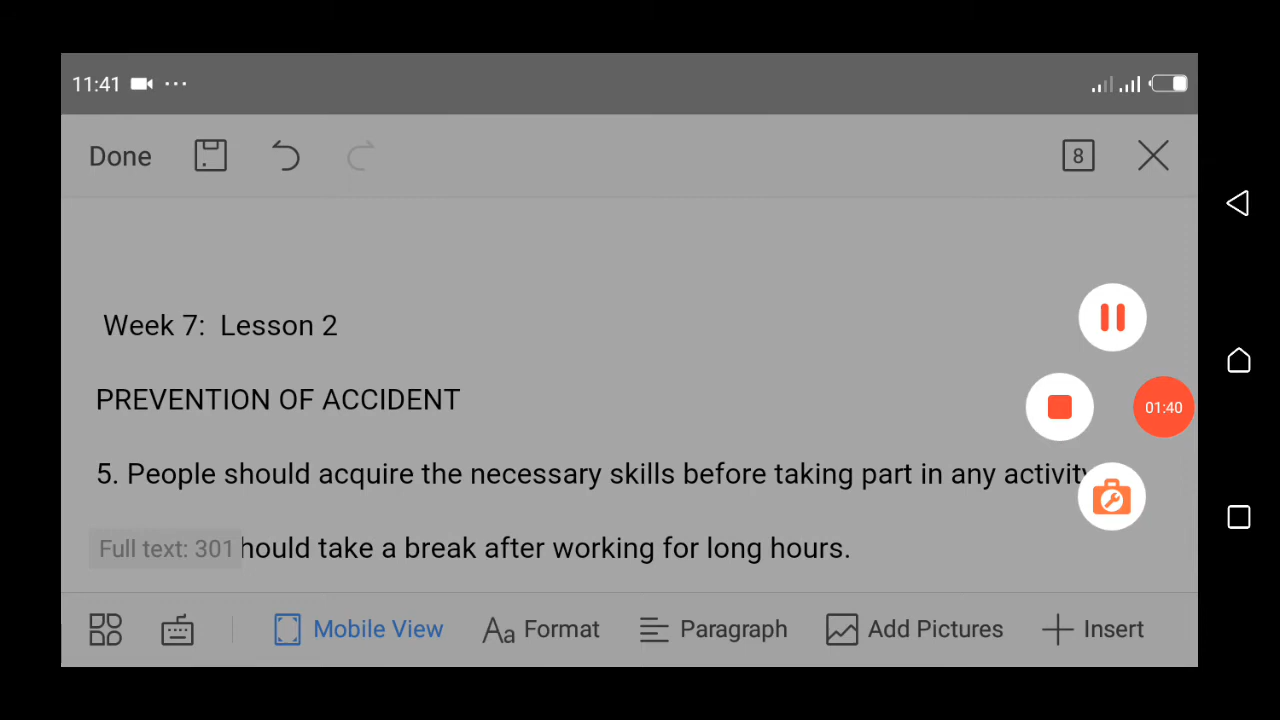 11:41
Done
8
Week 7: Lesson 2
PREVENTION OF ACCIDENT
01:40
5. People should acquire the necessary skills before taking part in any activity
Full text: 301 hould take a break after working for long hours.
Mobile View Aa Format Paragraph Add Pictures Insert